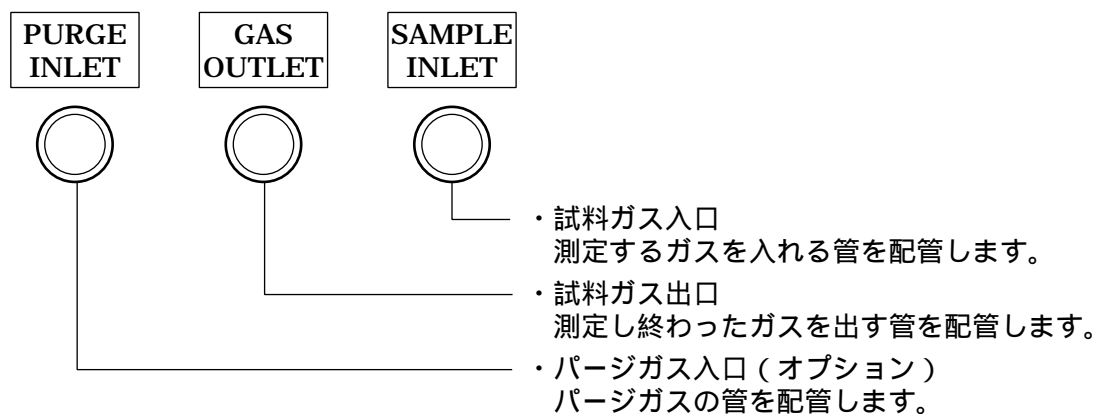 PURGE
INLET
GAS
OUTLET
SAMPLE
INLET
・試料ガス入口
測定するガスを入れる管を配管します。
・試料ガス出口
測定し終わったガスを出す管を配管します。
・パージガス入口(オプション)
パージガスの管を配管します。